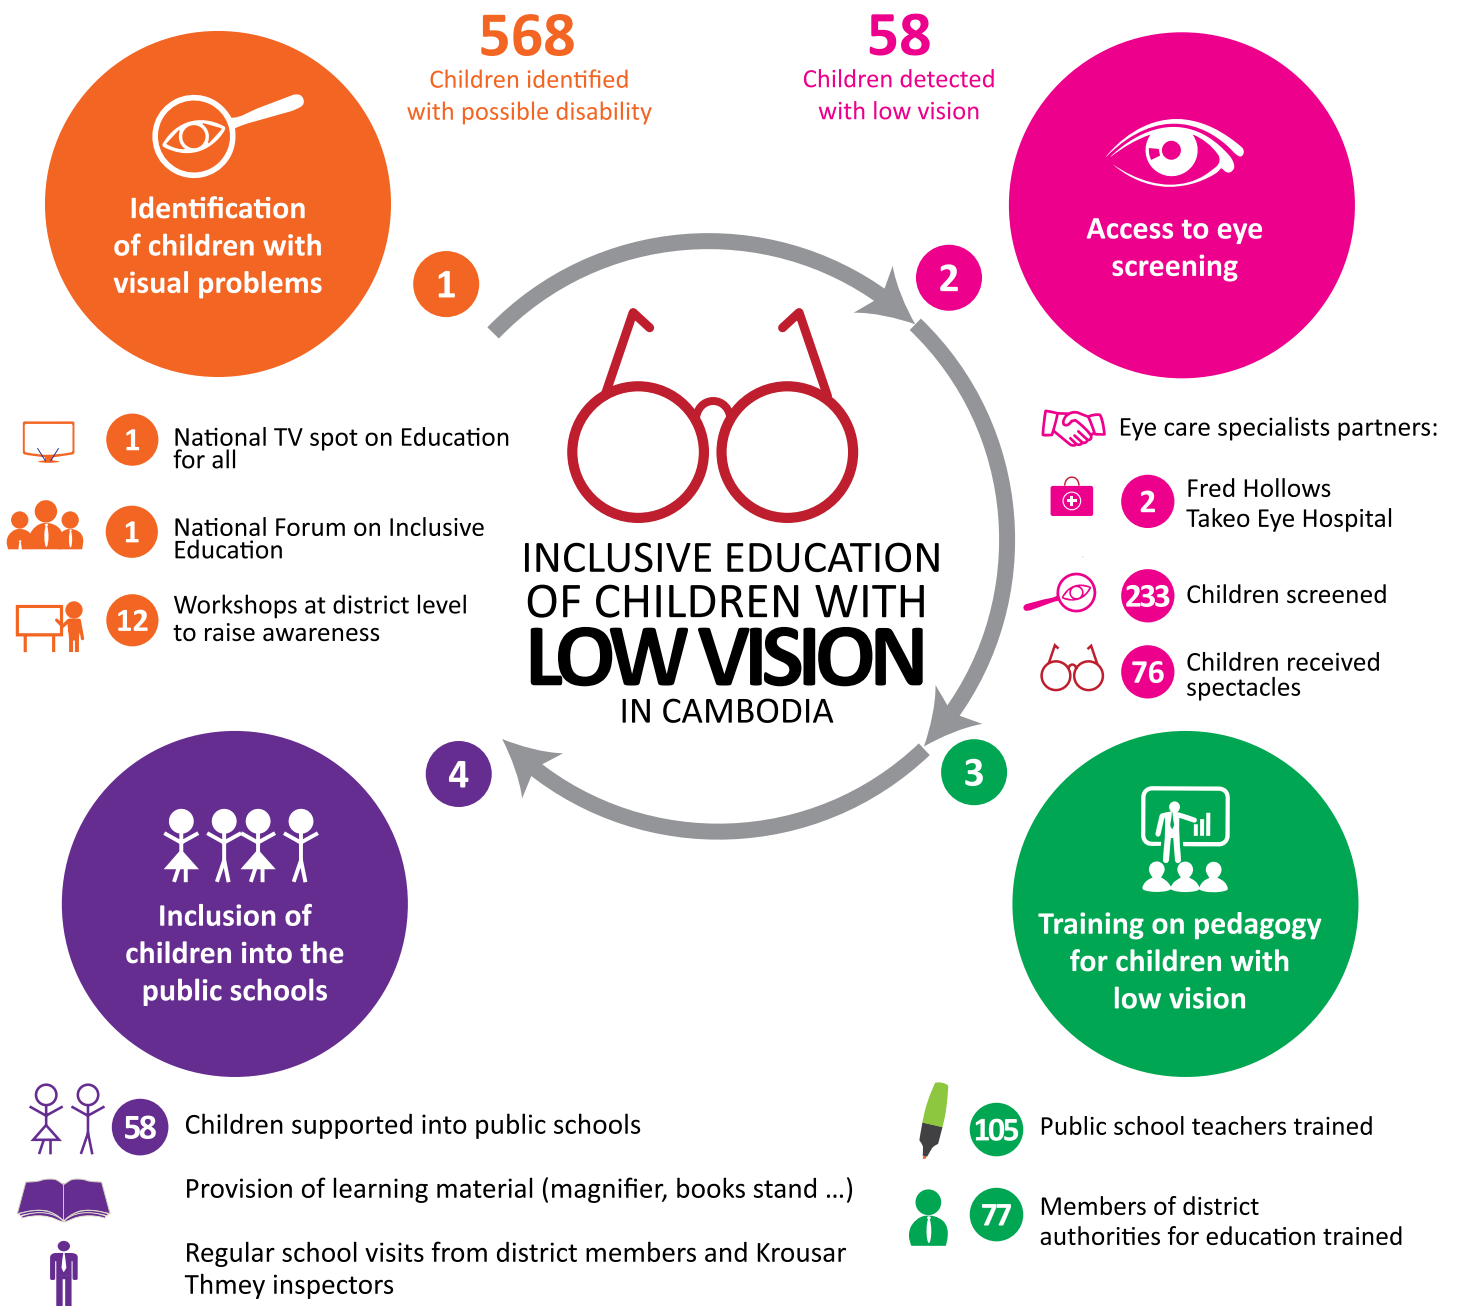 568
Children identified
with possible disability
58
Children detected
with low vision
Identification
of children with
visual problems
1
2
Access to eye
screening
1
National TV spot on Education
for all
1
National Forum on Inclusive
Education
12
Workshops at district level
to raise awareness
INCLUSIVE EDUCATION
OF CHILDREN WITH
LOW VISION
IN CAMBODIA
Eye care specialists partners:
2
Fred Hollows
Takeo Eye Hospital
233
Children screened
76
Children received
spectacles
4
3
Inclusion of
children into the
public schools
Training on pedagogy
for children with
low vision
58
Children supported into public schools
Provision of learning material (magnifier, books stand ...)
Regular school visits from district members and Krousar
Thmey inspectors
105
Public school teachers trained
77
Members of district
authorities for education trained